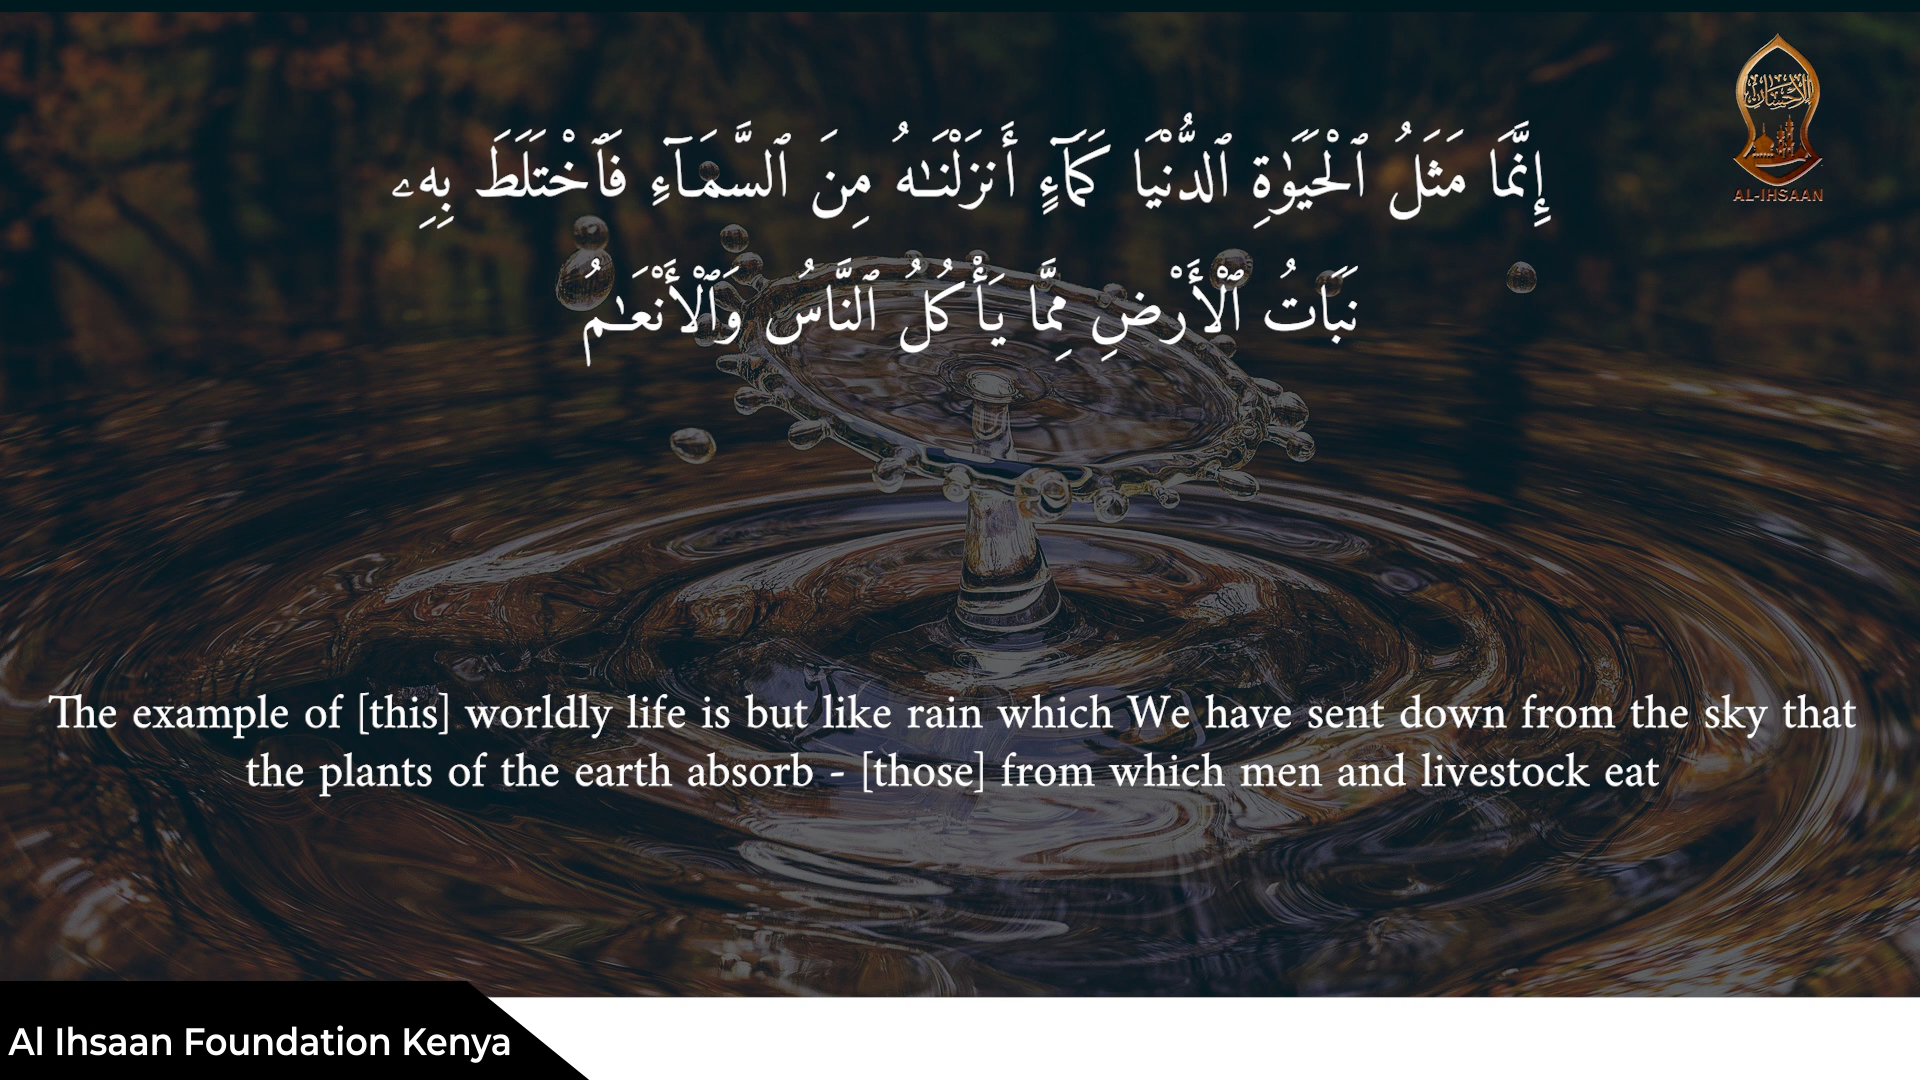 الإحسان
AL-IHSAAN
إِنَّمَا مَثَلُ ٱلْحَيَوٰةِ ٱلدُّنْيَا كَمَآءٍ أَنزَلْنَـٰهُ مِنَ ٱلسَّمَآءِ فَٱخْتَلَطَ بِهِۦ
نَبَاتُ ٱلْأَرْضِ مِمَّا يَأْكُلُ ٱلنَّاسُ وَٱلْأَنْعَـٰمُ
The example of [this] worldly life is but like rain which We have sent down from the sky that
the plants of the earth absorb - [those] from which men and livestock eat
Al Ihsaan Foundation Kenya